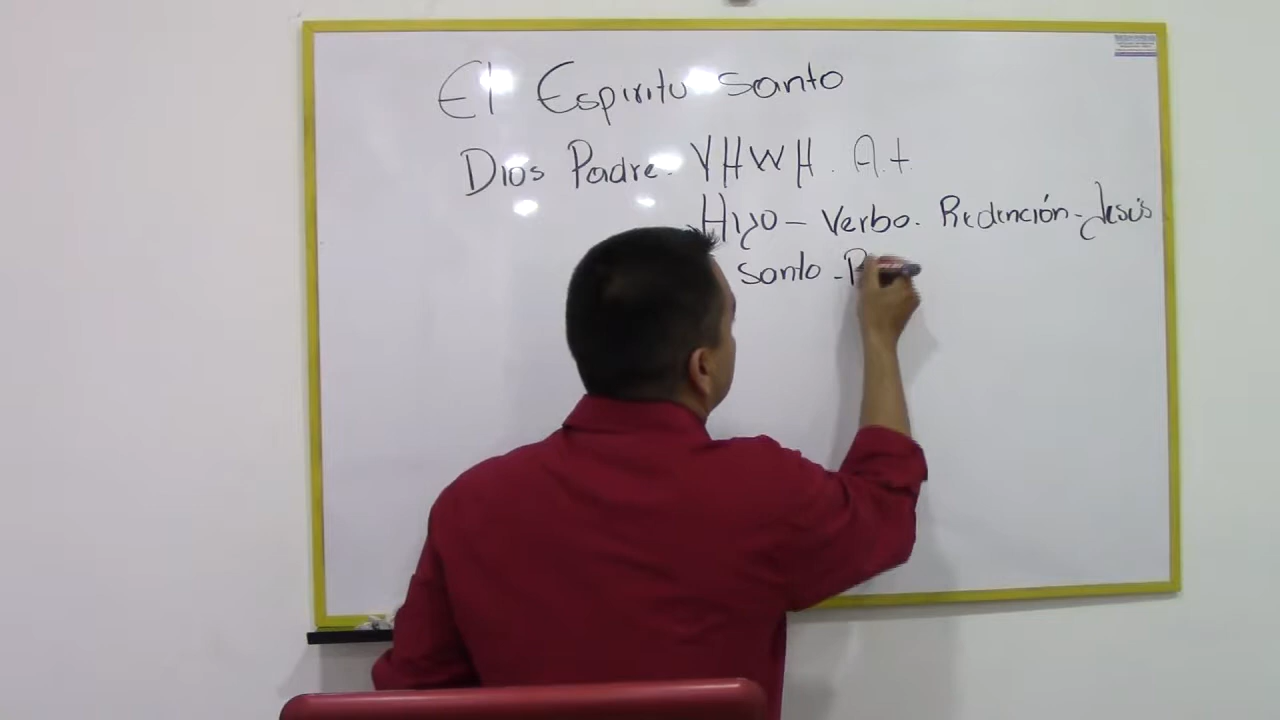 El Espiritu santo
Dios Padre. YHWH. A.t.
Hijo - Verbo. Redención - Jesús
santo - P